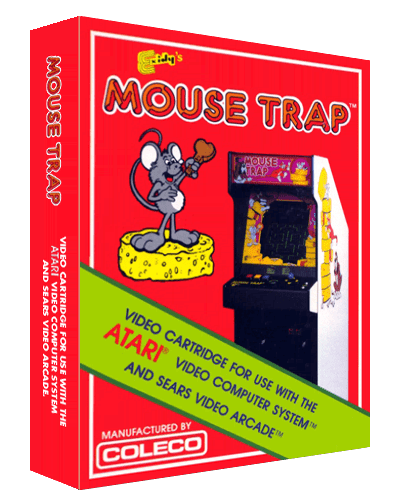 Exidy's
MOUSE TRAP™
MOUSE
TRAP
VIDEO CARTRIDGE FOR USE WITH THE
ATARI® VIDEO COMPUTER SYSTEM™
AND SEARS VIDEO ARCADE™
MANUFACTURED BY
COLECO
MOUSE TRAP
VIDEO CARTRIDGE FOR USE WITH THE
ATARI VIDEO COMPUTER SYSTEM
AND SEARS VIDEO ARCADE.